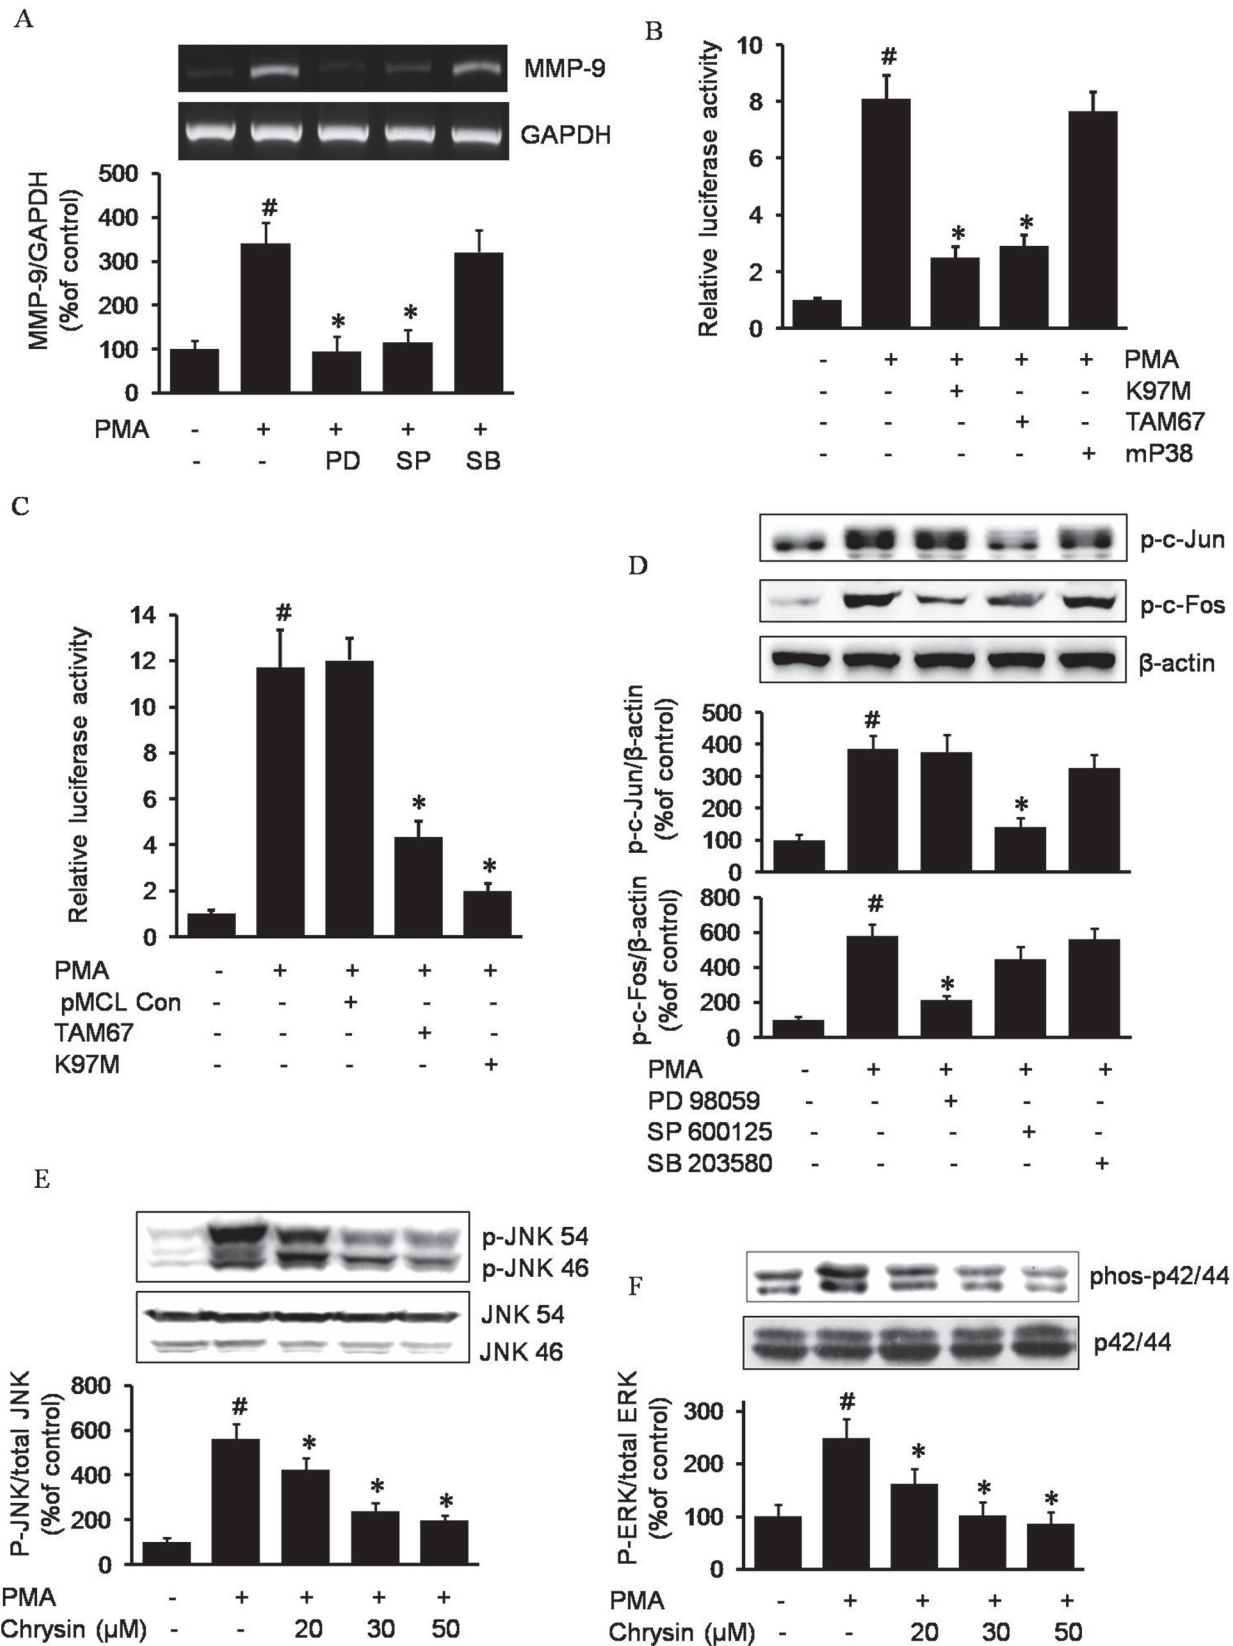 A
MMP-9
GAPDH
500
400
300
200
100
0
MMP-9/GAPDH
(%of control)
#
*
*
PMA - + + + +
- - PD SP SB
B
10
8
6
4
2
0
Relative luciferase activity
#
*
*
- + + + + PMA
- - + - - K97M
- - - + - TAM67
- - - - + mP38
C
14
12
10
8
6
4
2
0
Relative luciferase activity
#
*
*
PMA - + + + +
pMCL Con - - + - -
TAM67 - - - + -
K97M - - - - +
D
p-c-Jun
p-c-Fos
β-actin
500
400
300
200
100
0
p-c-Jun/β-actin
(%of control)
#
*
800
600
400
200
0
p-c-Fos/β-actin
(%of control)
#
*
PMA - + + + +
PD 98059 - - + - -
SP 600125 - - - + -
SB 203580 - - - - +
E
p-JNK 54
p-JNK 46
JNK 54
JNK 46
800
600
400
200
0
P-JNK/total JNK
(%of control)
#
*
*
*
PMA - + + + +
Chrysin (μM) - - 20 30 50
F
phos-p42/44
p42/44
300
200
100
0
P-ERK/total ERK
(%of control)
#
*
*
*
PMA - + + + +
Chrysin (μM) - - 20 30 50